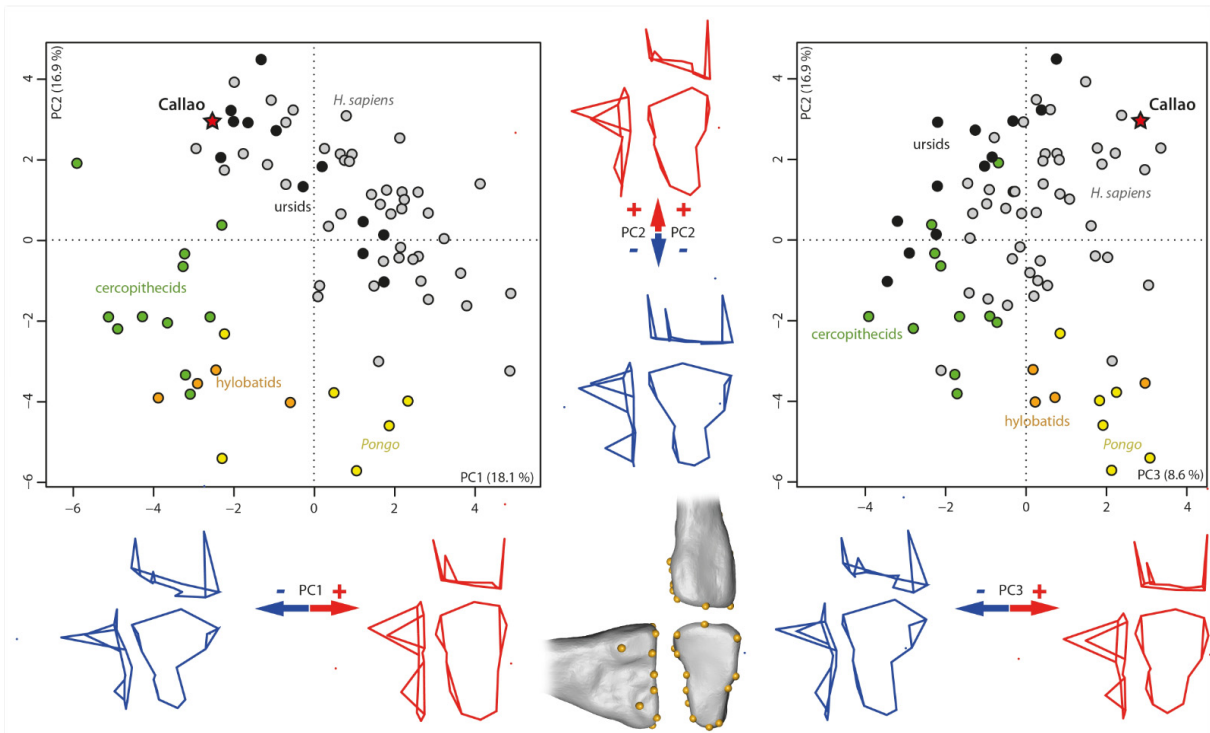 PC2 (16.9 %)
4
2
0
−2
−4
−6
Callao
H. sapiens
ursids
cercopithecids
hylobatids
Pongo
PC1 (18.1 %)
−6
−4
−2
0
2
4
+
+
PC2
PC2
-
-
PC2 (16.9 %)
4
2
0
−2
−4
−6
Callao
ursids
H. sapiens
cercopithecids
hylobatids
Pongo
PC3 (8.6 %)
−4
−2
0
2
4
- PC1 +
- PC3 +